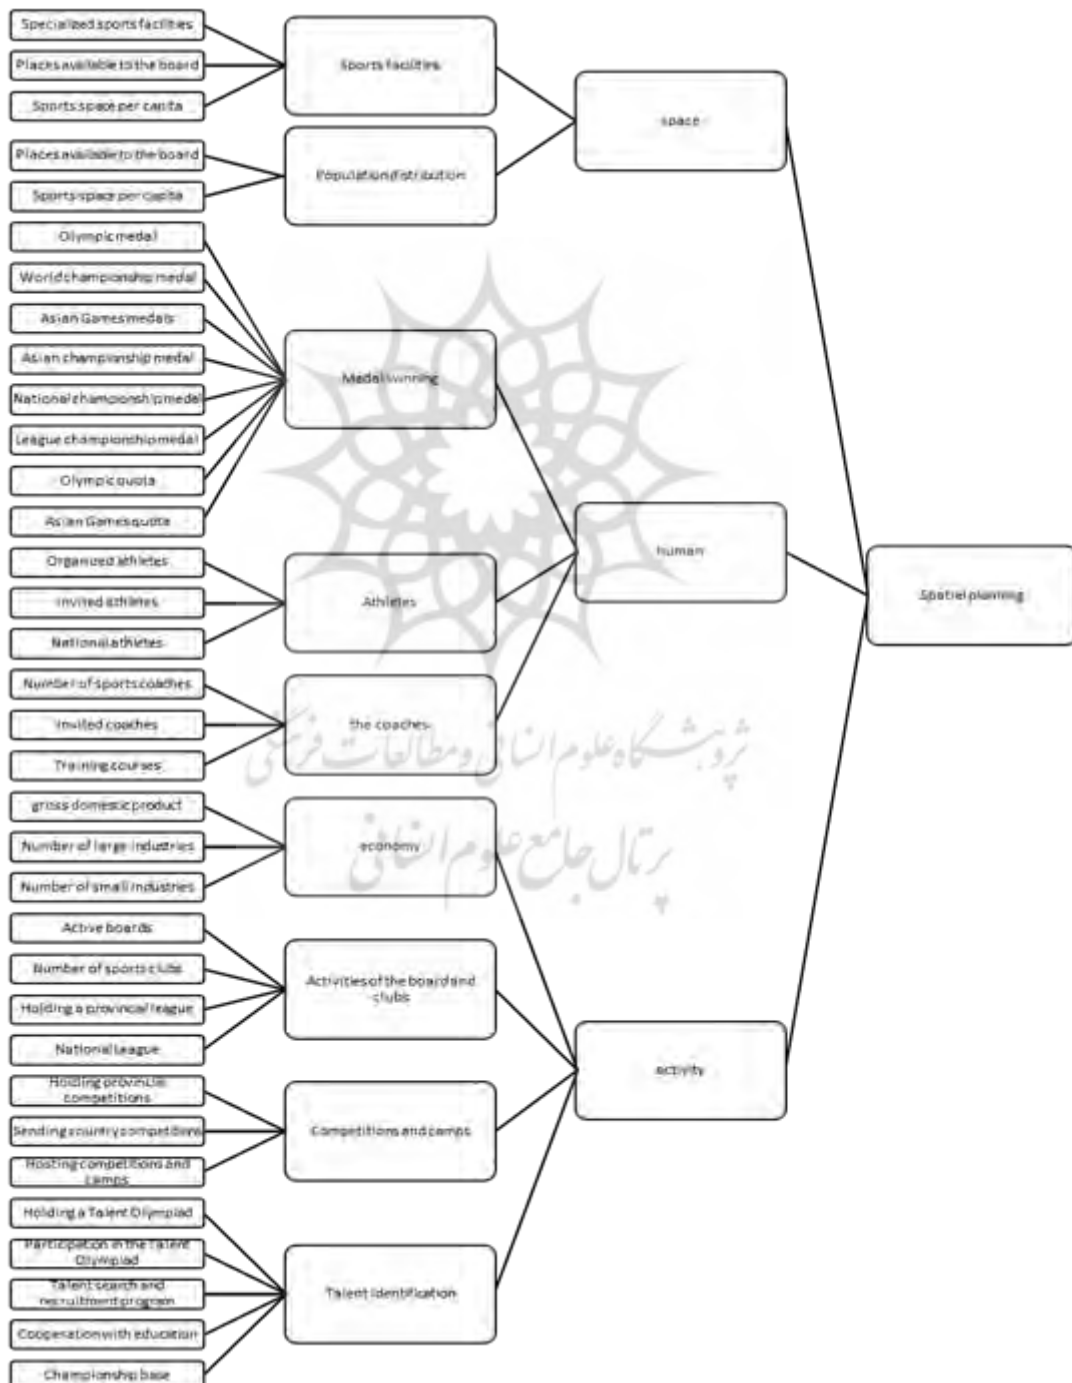 Specialized sports facilities
Places available to the board
Sports space per capita
Places available to the board
Sports space per capita
Olympic medal
World championship medal
Asian Games medals
Asian championship medal
National championship medal
League championship medal
Olympic quota
Asian Games quota
Organized athletes
Invited athletes
National athletes
Number of sports coaches
Invited coaches
Training courses
gross domestic product
Number of large industries
Number of small industries
Active boards
Number of sports clubs
Holding a provincial league
National League
Holding provincial
competitions
Sending country competitions
Hosting competitions and
camps
Holding a Talent Olympiad
Participation in the Talent
Olympiad
Talent search and
recruitment program
Cooperation with education
Championship base
Sports facilities
Population distribution
Medal winning
Athletes
the coaches
economy
Activities of the board and
clubs
Competitions and camps
Talent Identification
space
human
activity
Spatial planning
پژوهشگاه علوم انسانی و مطالعات فرهنگی
پرتال جامع علوم انسانی